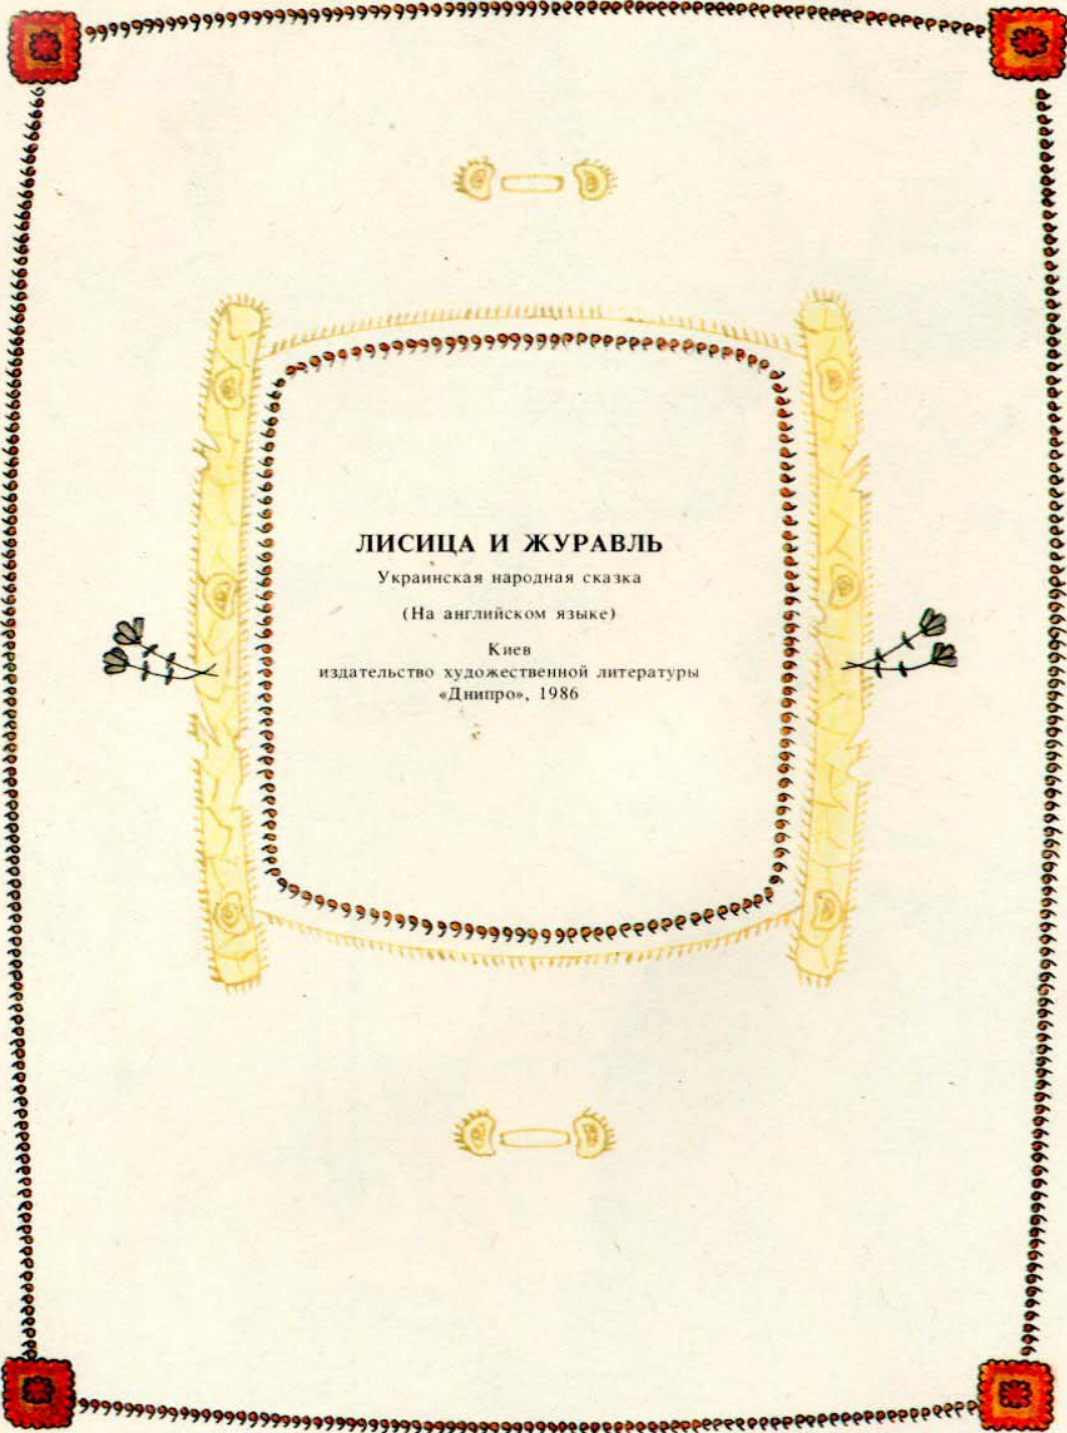 ЛИСИЦА И ЖУРАВЛЬ
Украинская народная сказка
(На английском языке)
Киев
издательство художественной литературы
«Днипро», 1986